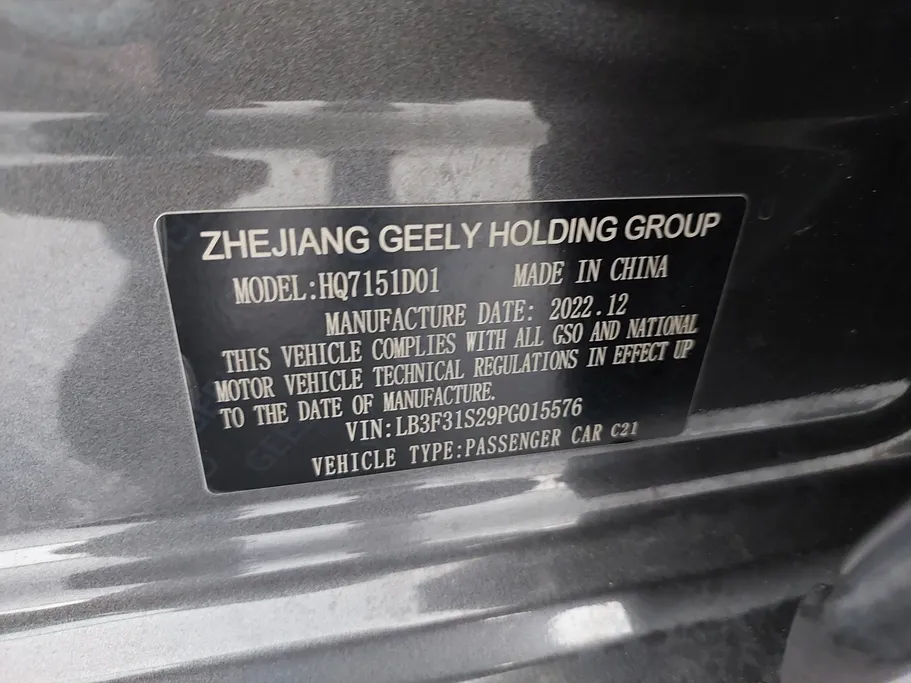 ZHEJIANG GEELY HOLDING GROUP
MODEL:HQ7151D01 MADE IN CHINA
MANUFACTURE DATE: 2022.12
THIS VEHICLE COMPLIES WITH ALL GSO AND NATIONAL
MOTOR VEHICLE TECHNICAL REGULATIONS IN EFFECT UP
TO THE DATE OF MANUFACTURE.
VIN:LB3F31S29PG015576
VEHICLE TYPE:PASSENGER CAR C21